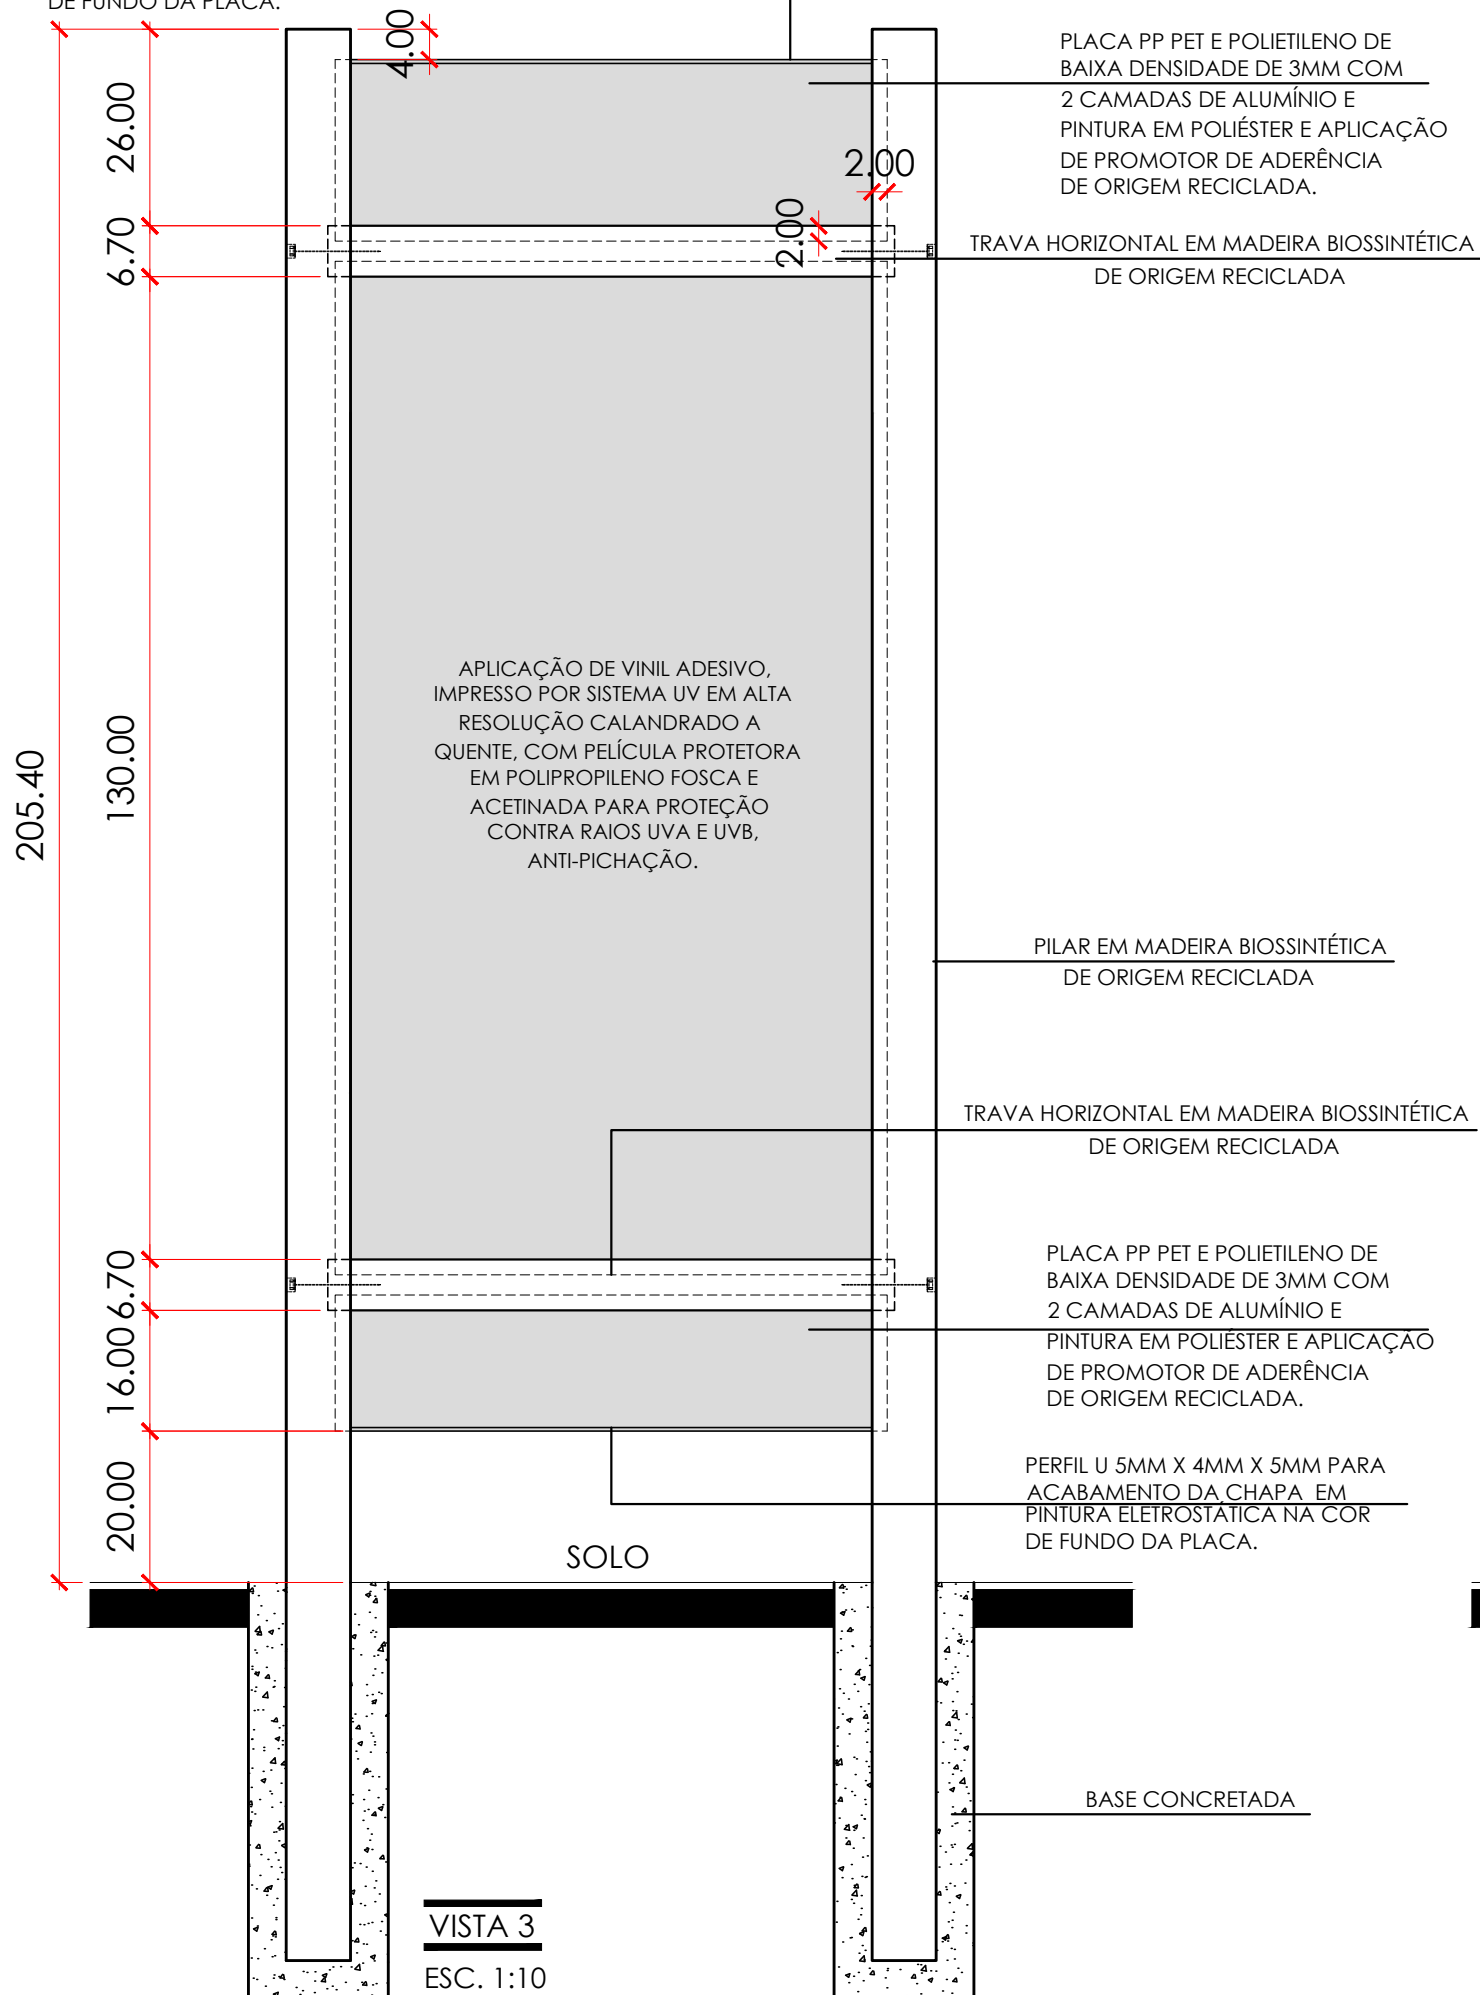 DE FUNDO DA PLACA.
4.00
26.00
6.70
130.00
205.40
6.70
16.00
20.00
2.00
2.00
PLACA PP PET E POLIETILENO DE
BAIXA DENSIDADE DE 3MM COM
2 CAMADAS DE ALUMÍNIO E
PINTURA EM POLIÉSTER E APLICAÇÃO
DE PROMOTOR DE ADERÊNCIA
DE ORIGEM RECICLADA.
TRAVA HORIZONTAL EM MADEIRA BIOSSINTÉTICA
DE ORIGEM RECICLADA
APLICAÇÃO DE VINIL ADESIVO,
IMPRESSO POR SISTEMA UV EM ALTA
RESOLUÇÃO CALANDRADO A
QUENTE, COM PELÍCULA PROTETORA
EM POLIPROPILENO FOSCA E
ACETINADA PARA PROTEÇÃO
CONTRA RAIOS UVA E UVB,
ANTI-PICHAÇÃO.
PILAR EM MADEIRA BIOSSINTÉTICA
DE ORIGEM RECICLADA
TRAVA HORIZONTAL EM MADEIRA BIOSSINTÉTICA
DE ORIGEM RECICLADA
PLACA PP PET E POLIETILENO DE
BAIXA DENSIDADE DE 3MM COM
2 CAMADAS DE ALUMÍNIO E
PINTURA EM POLIÉSTER E APLICAÇÃO
DE PROMOTOR DE ADERÊNCIA
DE ORIGEM RECICLADA.
PERFIL U 5MM X 4MM X 5MM PARA
ACABAMENTO DA CHAPA EM
PINTURA ELETROSTÁTICA NA COR
DE FUNDO DA PLACA.
SOLO
BASE CONCRETADA
VISTA 3
ESC. 1:10